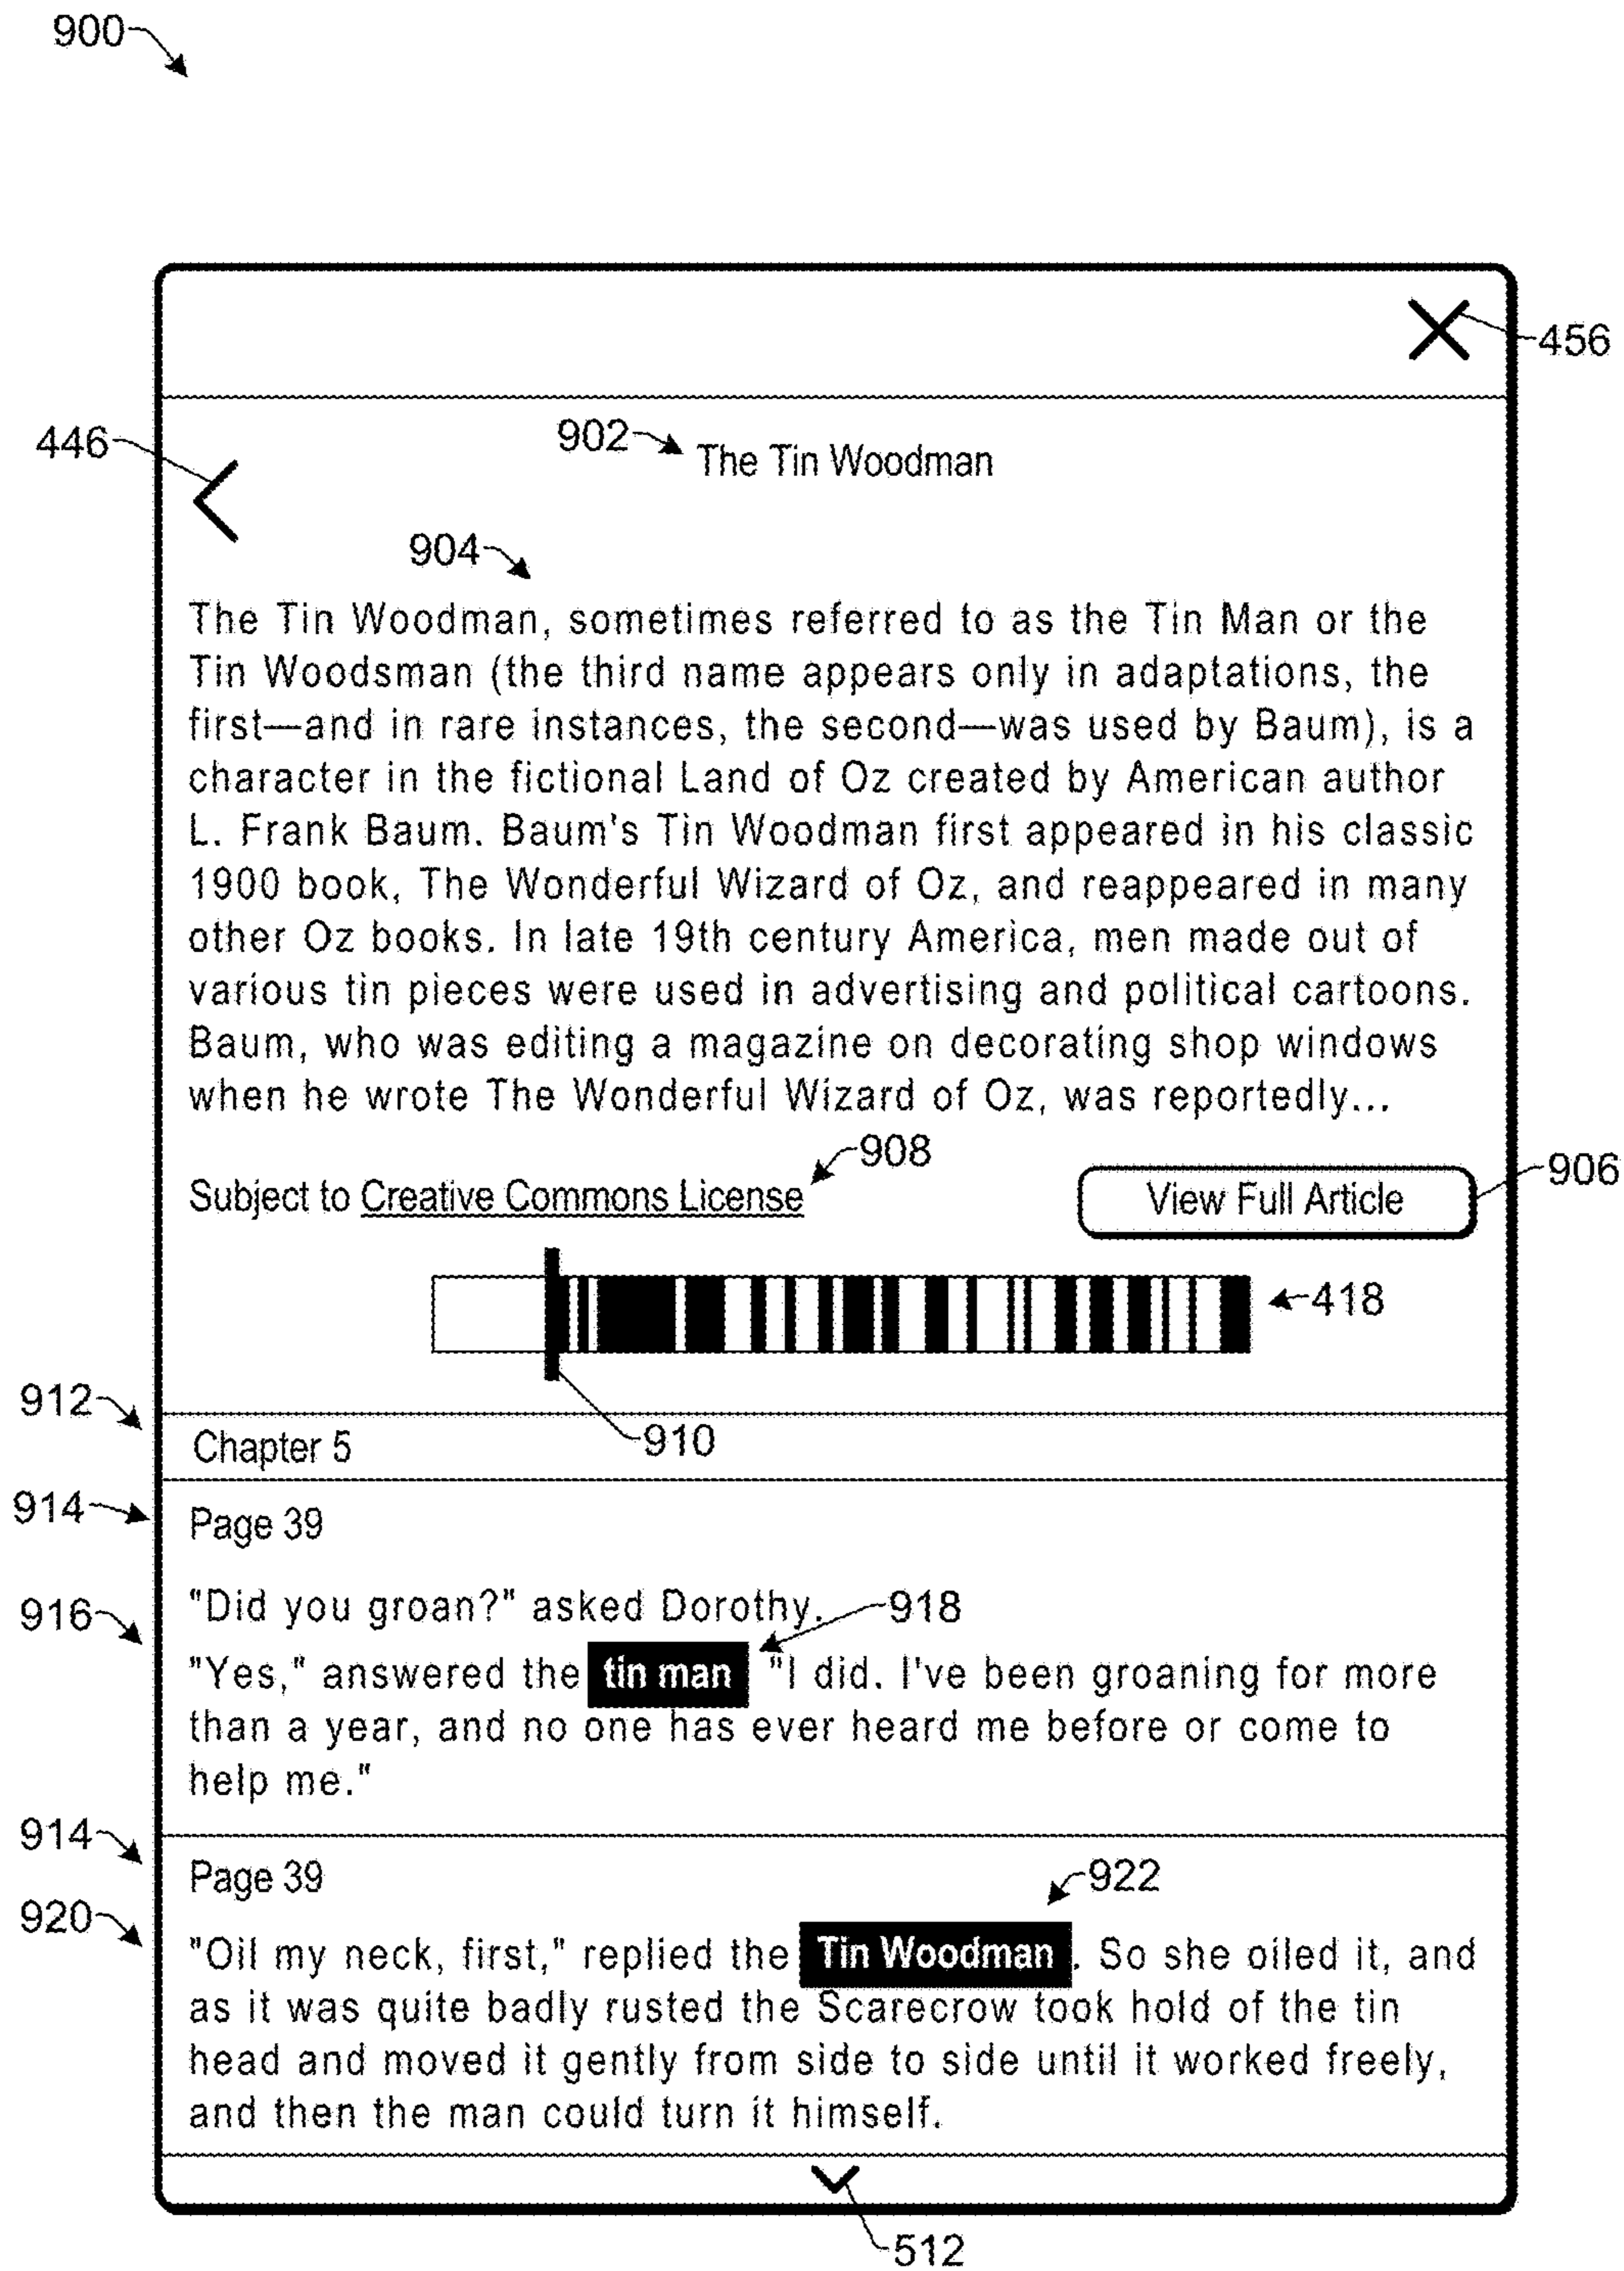 900
456
446
902
The Tin Woodman
904
The Tin Woodman, sometimes referred to as the Tin Man or the
Tin Woodsman (the third name appears only in adaptations, the
first—and in rare instances, the second—was used by Baum), is a
character in the fictional Land of Oz created by American author
L. Frank Baum. Baum's Tin Woodman first appeared in his classic
1900 book, The Wonderful Wizard of Oz, and reappeared in many
other Oz books. In late 19th century America, men made out of
various tin pieces were used in advertising and political cartoons.
Baum, who was editing a magazine on decorating shop windows
when he wrote The Wonderful Wizard of Oz, was reportedly...
908
Subject to Creative Commons License
View Full Article
906
418
910
912
Chapter 5
914
Page 39
916
"Did you groan?" asked Dorothy.
918
"Yes," answered the tin man "I did. I've been groaning for more
than a year, and no one has ever heard me before or come to
help me."
914
Page 39
922
920
"Oil my neck, first," replied the Tin Woodman. So she oiled it, and
as it was quite badly rusted the Scarecrow took hold of the tin
head and moved it gently from side to side until it worked freely,
and then the man could turn it himself.
512